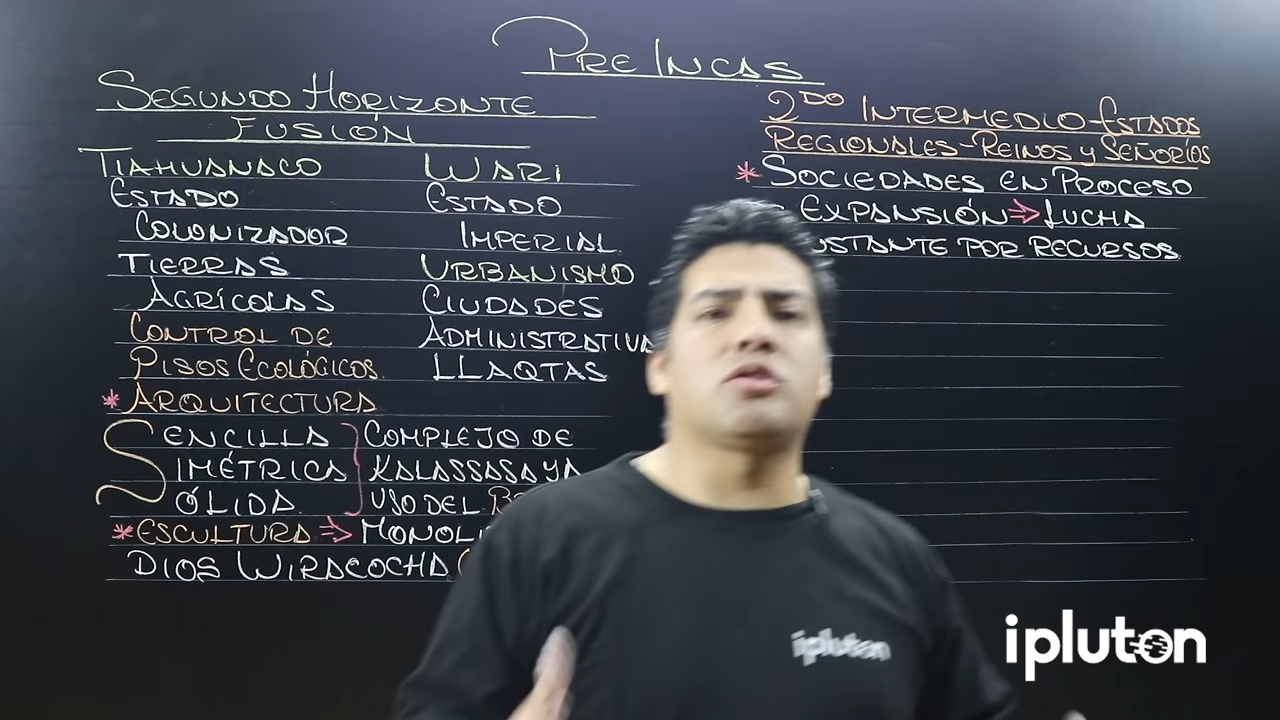 PRE INCAS
SEGUNDO HORIZONTE
FUSIÓN
TIAHUANACO WARI
ESTADO ESTADO
COLONIZADOR IMPERIAL
TIERRAS URBANISMO
AGRÍCOLAS CIUDADES
CONTROL DE ADMINISTRATIVA
PISOS ECOLÓGICOS. LLAQTAS
* ARQUITECTURA
SENCILLA COMPLEJO DE
SIMÉTRICA KALASSASAYA
SÓLIDA. USO DEL
* ESCULTURA ⇒ MONOLI
DIOS WIRACOCHA (
2DO INTERMEDIO-ESTADOS
REGIONALES-REINOS y SEÑORÍOS
* SOCIEDADES EN PROCESO
EXPANSIÓN ⇒ LUCHA
USTANTE POR RECURSOS.
ipluton
ipluton